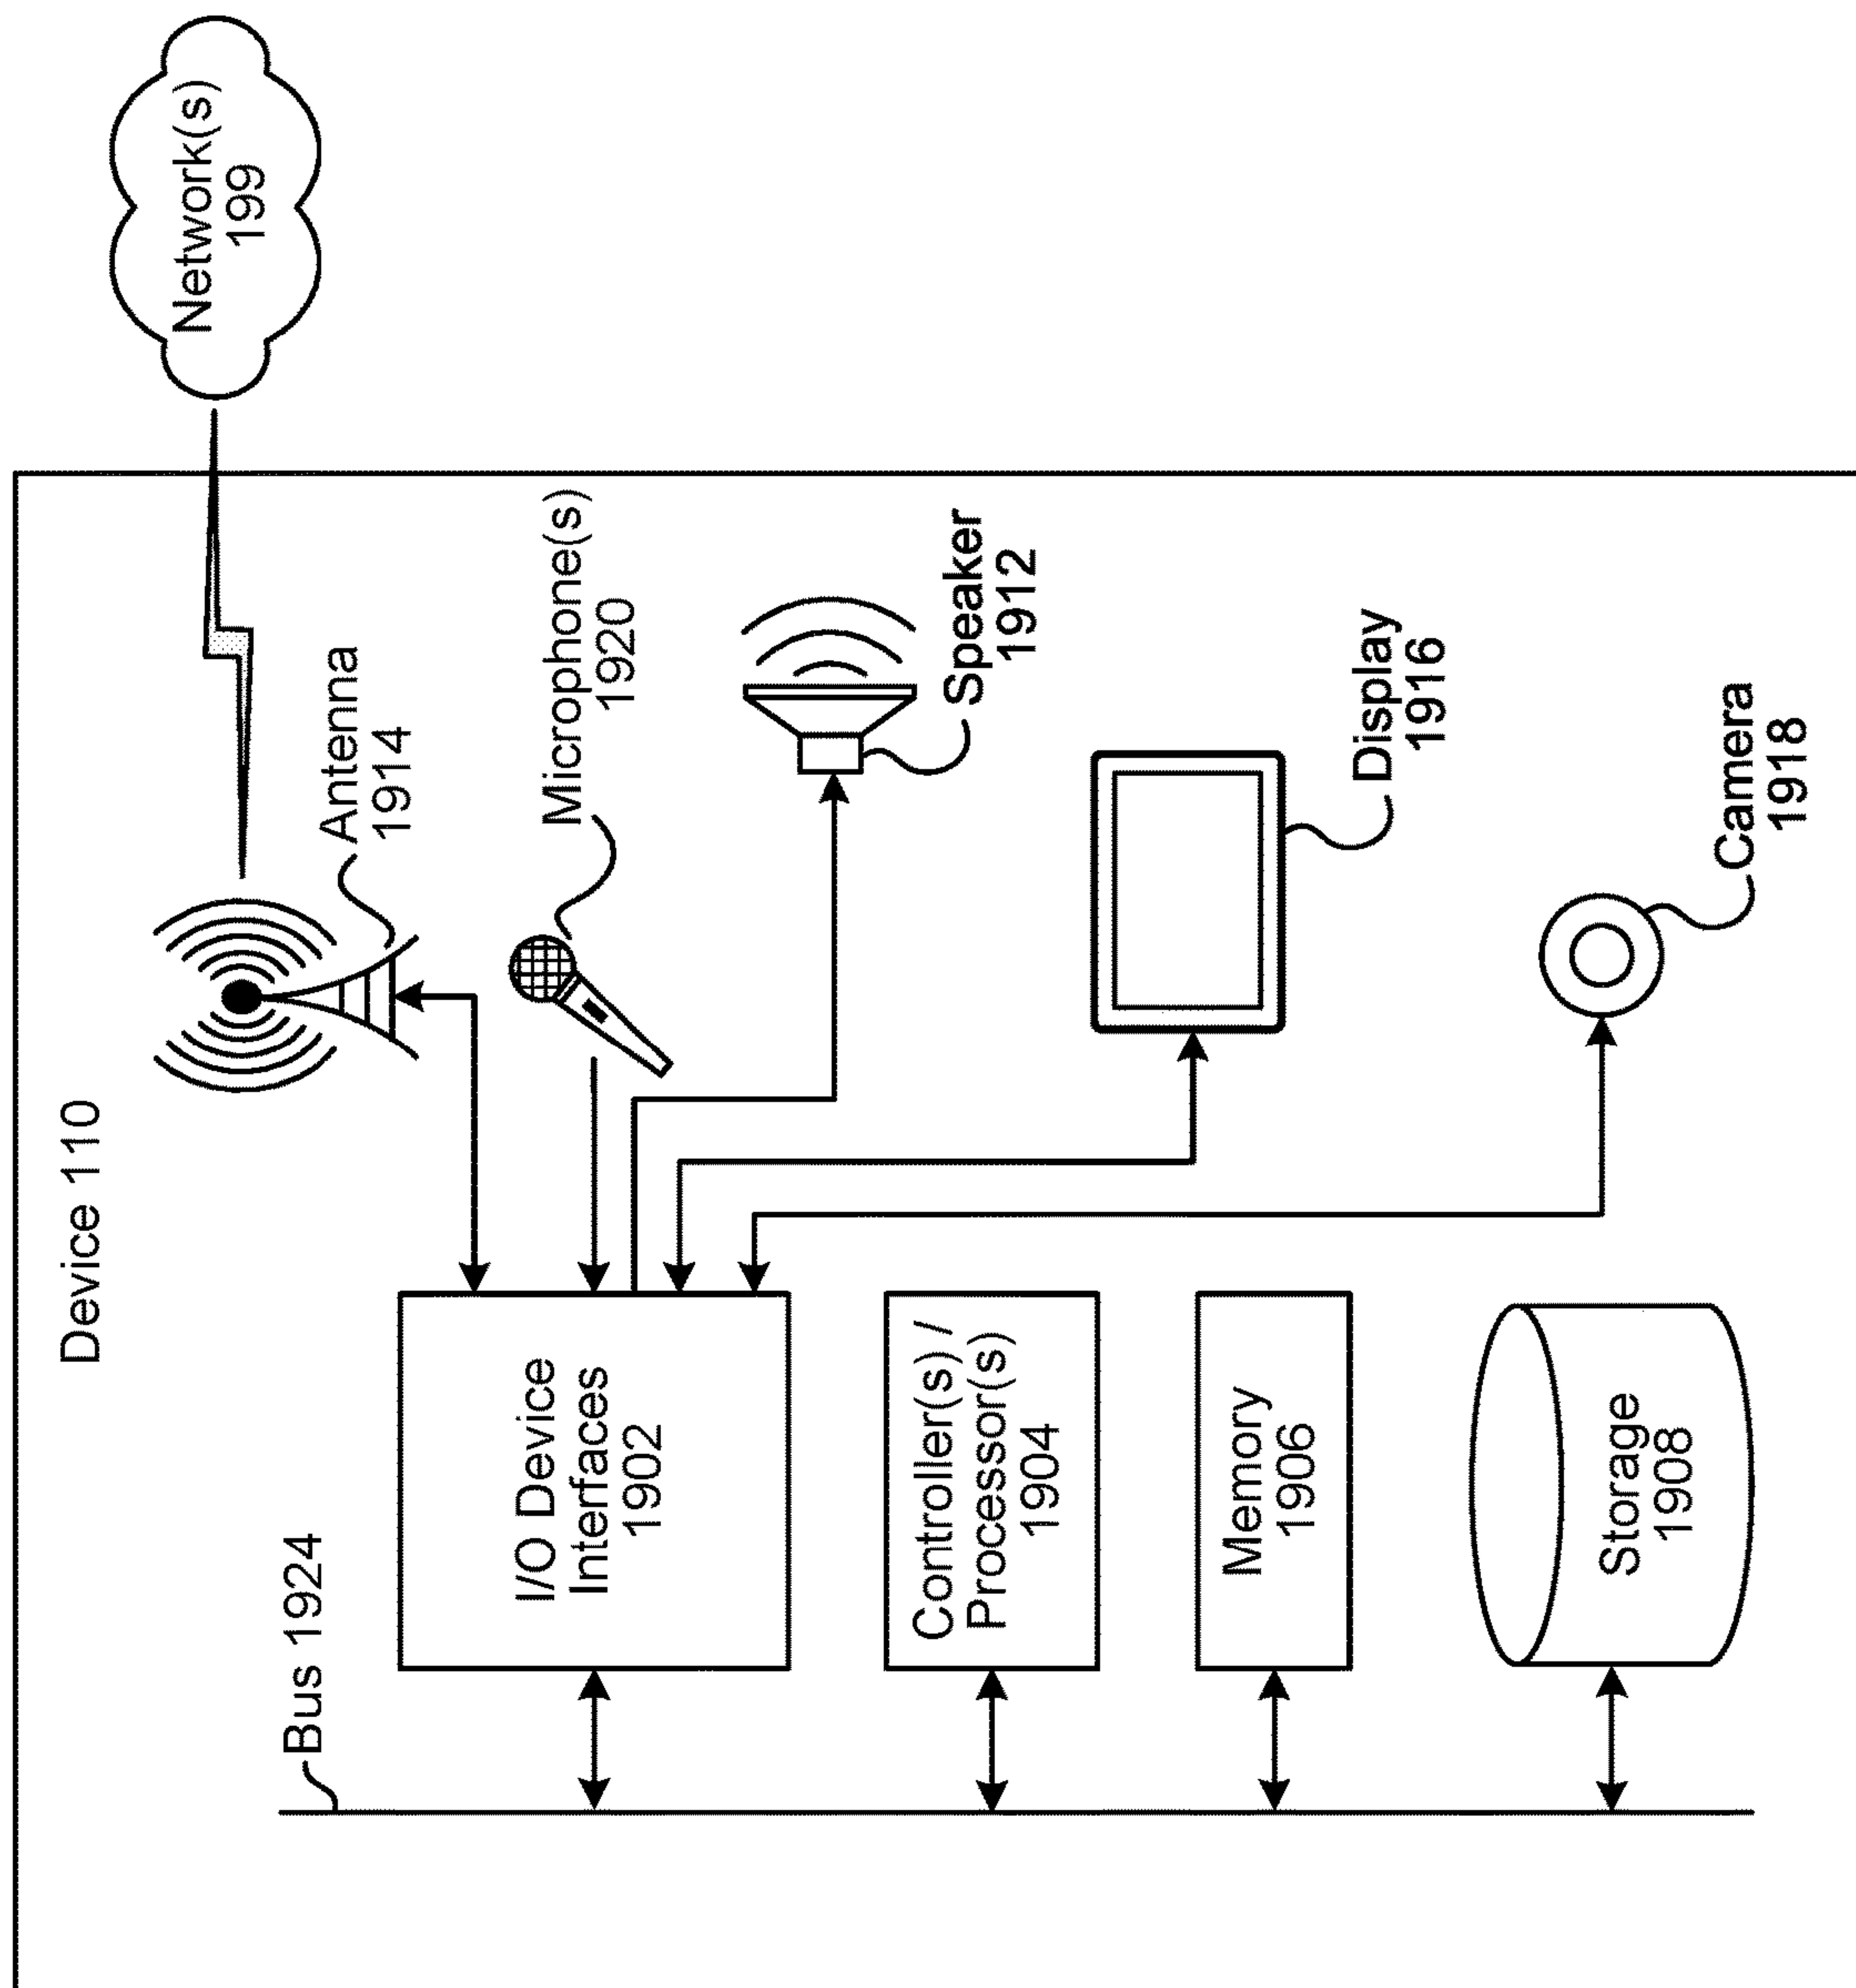 Device 110
Bus 1924
I/O Device
Interfaces
1902
Controller(s) /
Processor(s)
1904
Memory
1906
Storage
1908
Antenna
1914
Microphone(s)
1920
Speaker
1912
Display
1916
Camera
1918
Network(s)
199